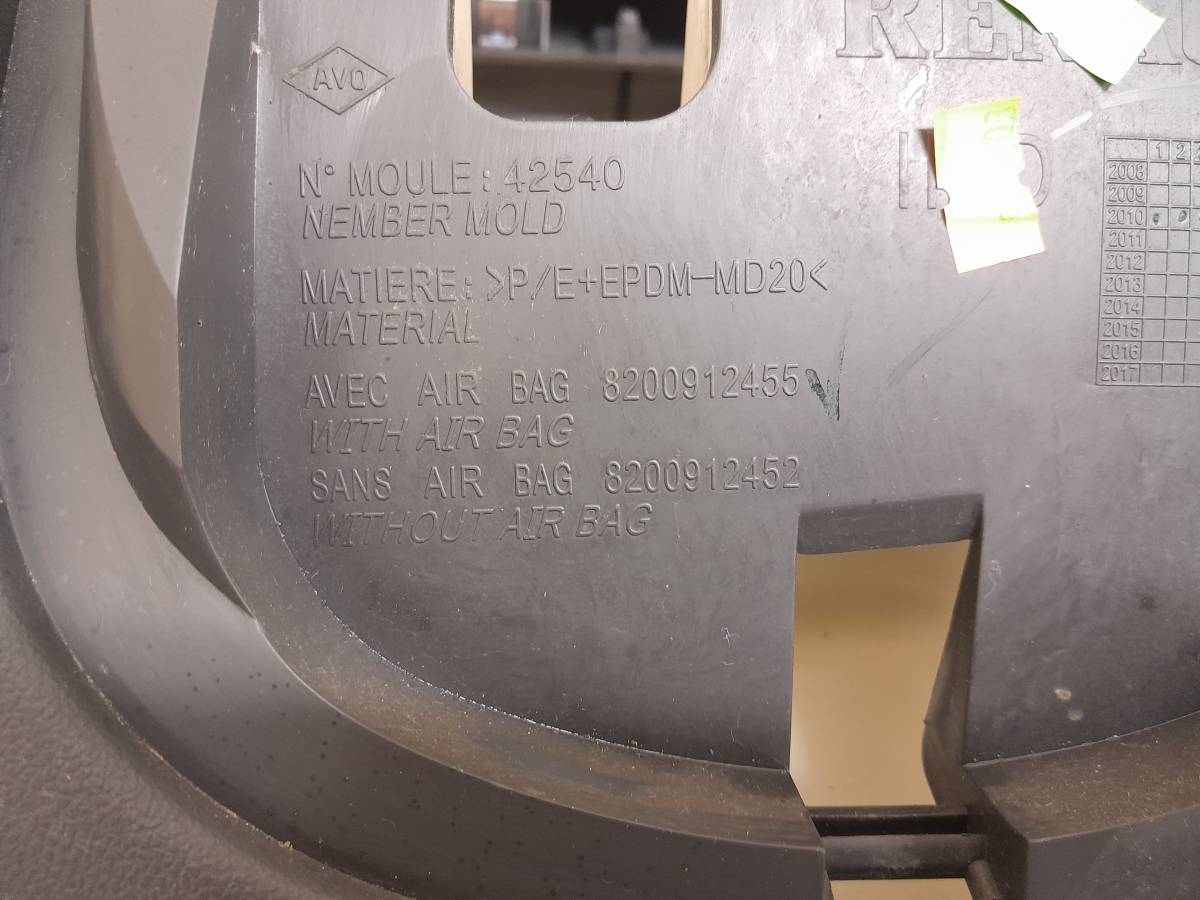 AVO
N° MOULE: 42540
NEMBER MOLD
MATIERE: >P/E+EPDM-MD20<
MATERIAL
AVEC AIR BAG 8200912455 V
WITH AIR BAG
SANS AIR BAG 8200912452
WITHOUT AIR BAG
1 2
2008
2009
2010
2011
2012
2013
2014
2015
2016
2017